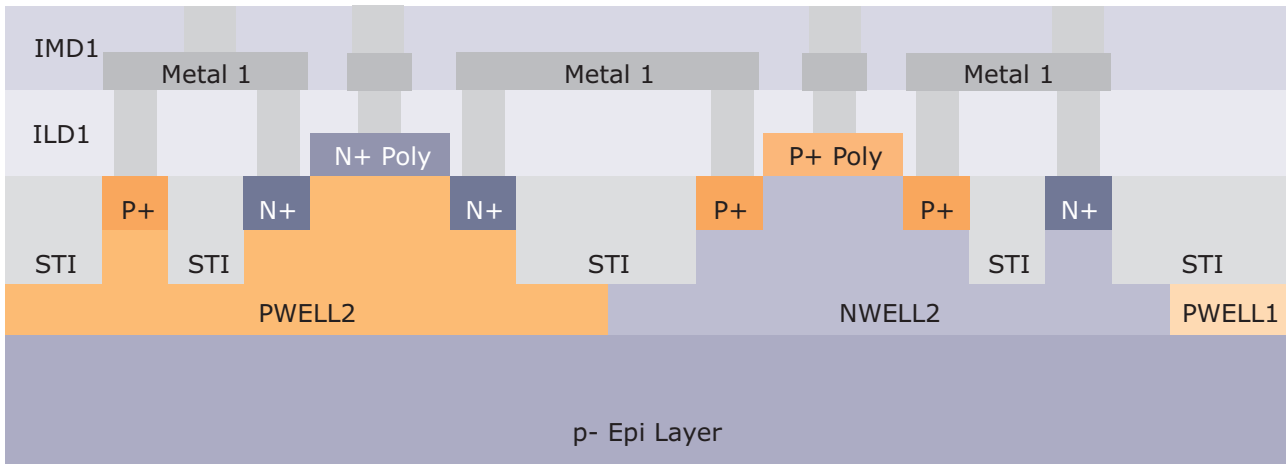 IMD1
Metal 1
Metal 1
Metal 1
ILD1
N+ Poly
P+ Poly
P+
N+
N+
P+
P+
N+
STI
STI
STI
STI
STI
PWELL2
NWELL2
PWELL1
p- Epi Layer